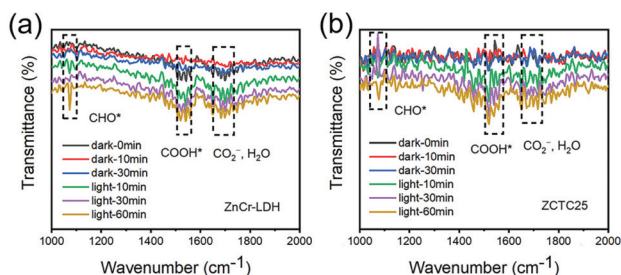 (a)
Transmittance (%)
CHO*
COOH*
CO₂⁻, H₂O
dark-0min
dark-10min
dark-30min
light-10min
light-30min
light-60min
ZnCr-LDH
1000 1200 1400 1600 1800 2000
Wavenumber (cm⁻¹)
(b)
Transmittance (%)
CHO*
COOH*
CO₂⁻, H₂O
dark-0min
dark-10min
dark-30min
light-10min
light-30min
light-60min
ZCTC25
1000 1200 1400 1600 1800 2000
Wavenumber (cm⁻¹)